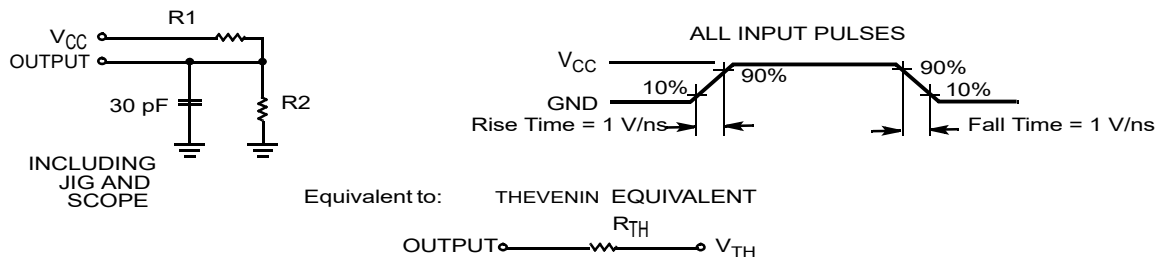 R1
VCC
OUTPUT
30 pF
R2
INCLUDING
JIG AND
SCOPE
ALL INPUT PULSES
VCC
GND
10%
90%
90%
10%
Rise Time = 1 V/ns
Fall Time = 1 V/ns
Equivalent to: THEVENIN EQUIVALENT
RTH
OUTPUT
VTH